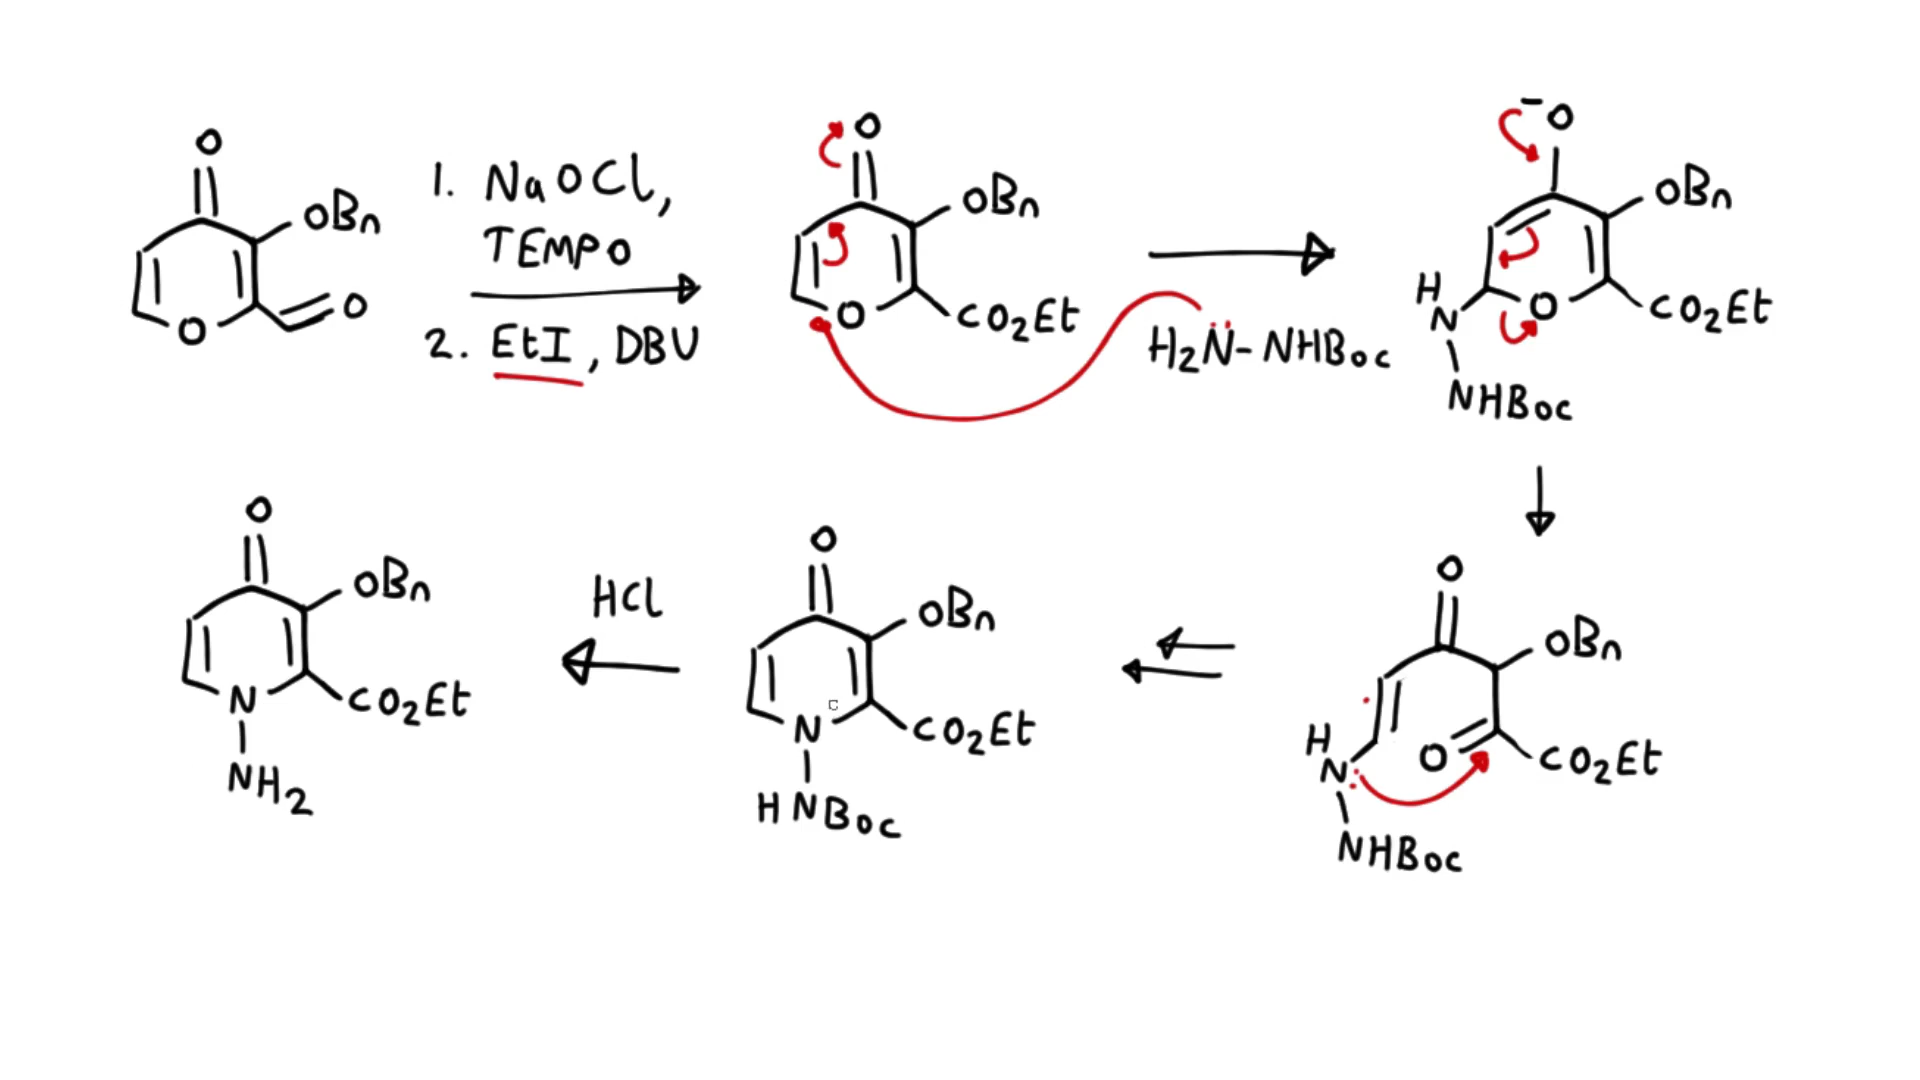 O
OBn
O
O
1. NaOCl,
TEMPO
2. EtI, DBU
O
OBn
O
CO2Et
H2N̈- NHBoc
-O
OBn
H
N
O
CO2Et
NHBoc
O
OBn
H
N:
O
CO2Et
NHBoc
O
OBn
N
CO2Et
HNBoc
HCl
O
OBn
N
CO2Et
NH2